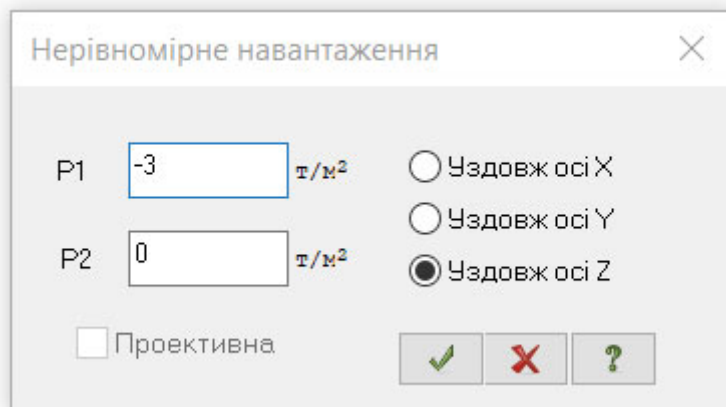 Нерівномірне навантаження
P1 -3 т/м² Уздовж осі X
Уздовж осі Y
P2 0 т/м² Уздовж осі Z
Проективна ?